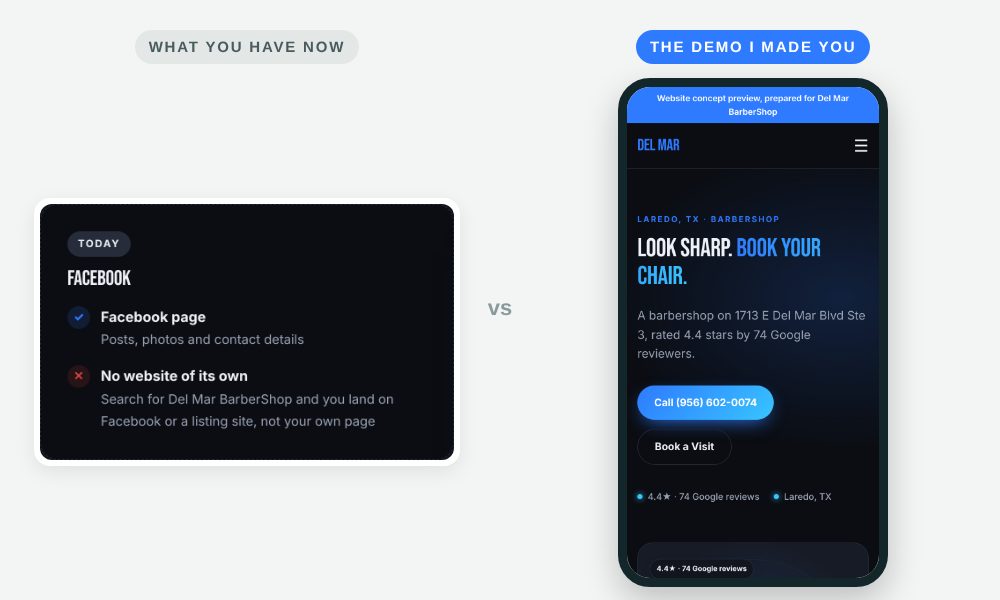 WHAT YOU HAVE NOW
TODAY
FACEBOOK
Facebook page
Posts, photos and contact details
No website of its own
Search for Del Mar BarberShop and you land on
Facebook or a listing site, not your own page
vs
THE DEMO I MADE YOU
Website concept preview, prepared for Del Mar
BarberShop
DEL MAR
LAREDO, TX · BARBERSHOP
LOOK SHARP. BOOK YOUR
CHAIR.
A barbershop on 1713 E Del Mar Blvd Ste
3, rated 4.4 stars by 74 Google
reviewers.
Call (956) 602-0074
Book a Visit
4.4★ · 74 Google reviews
Laredo, TX
4.4★ · 74 Google reviews